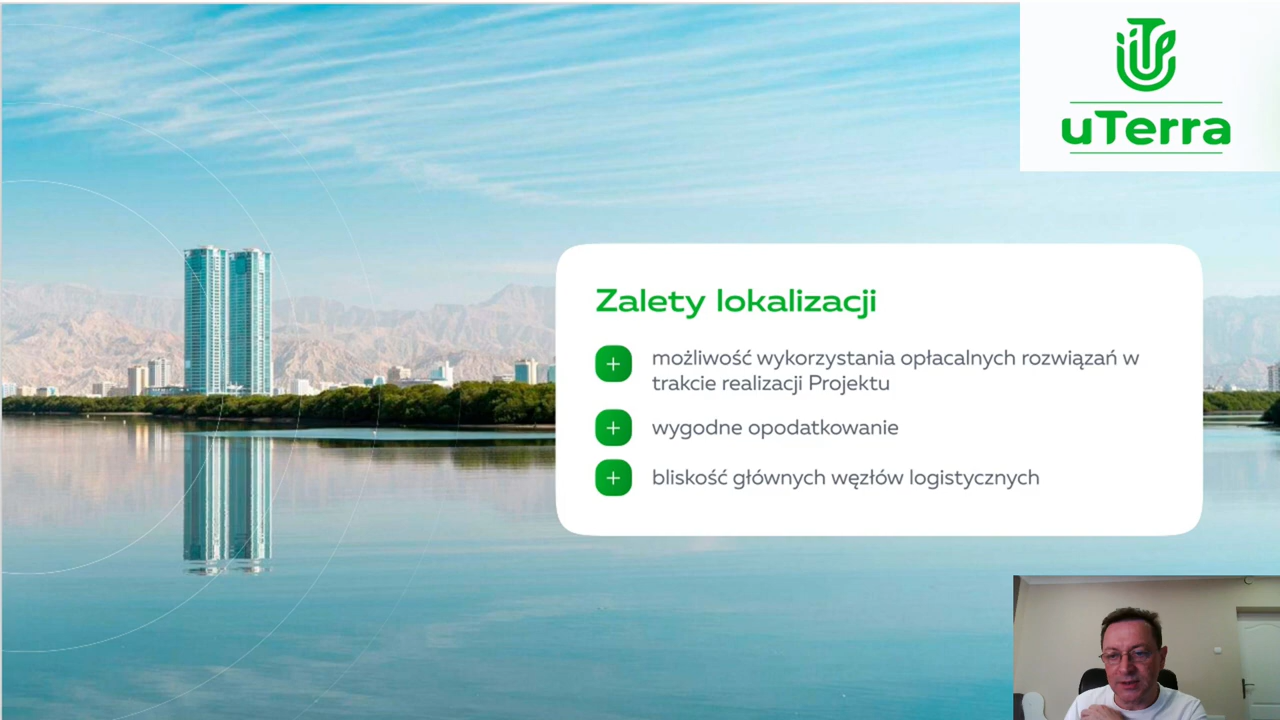 uTerra
Zalety lokalizacji
możliwość wykorzystania opłacalnych rozwiązań w
trakcie realizacji Projektu
wygodne opodatkowanie
bliskość głównych węzłów logistycznych